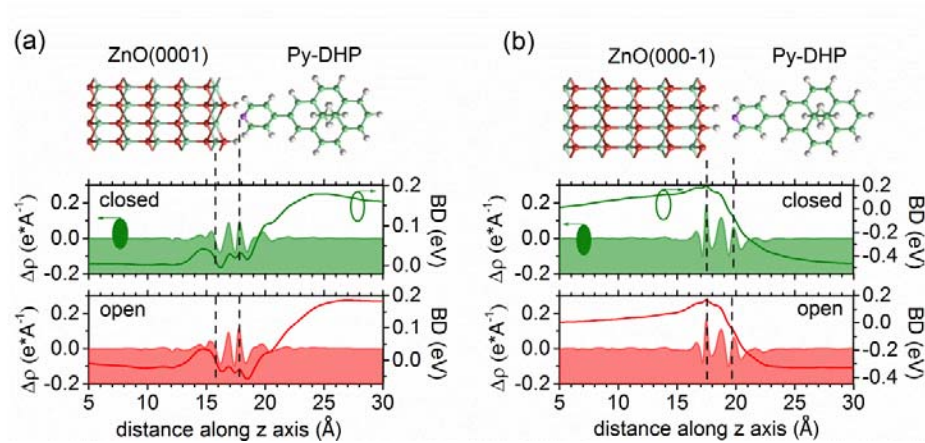 (a)
ZnO(0001) Py-DHP
closed
0.2
0.0
-0.2
Δρ (e*A⁻¹)
0.2
0.1
0.0
BD (eV)
open
0.2
0.0
-0.2
Δρ (e*A⁻¹)
0.2
0.1
0.0
BD (eV)
5 10 15 20 25 30
distance along z axis (Å)
(b)
ZnO(000-1) Py-DHP
closed
0.2
0.0
-0.2
Δρ (e*A⁻¹)
0.2
0.0
-0.2
-0.4
BD (eV)
open
0.2
0.0
-0.2
Δρ (e*A⁻¹)
0.2
0.0
-0.2
-0.4
BD (eV)
5 10 15 20 25 30
distance along z axis (Å)